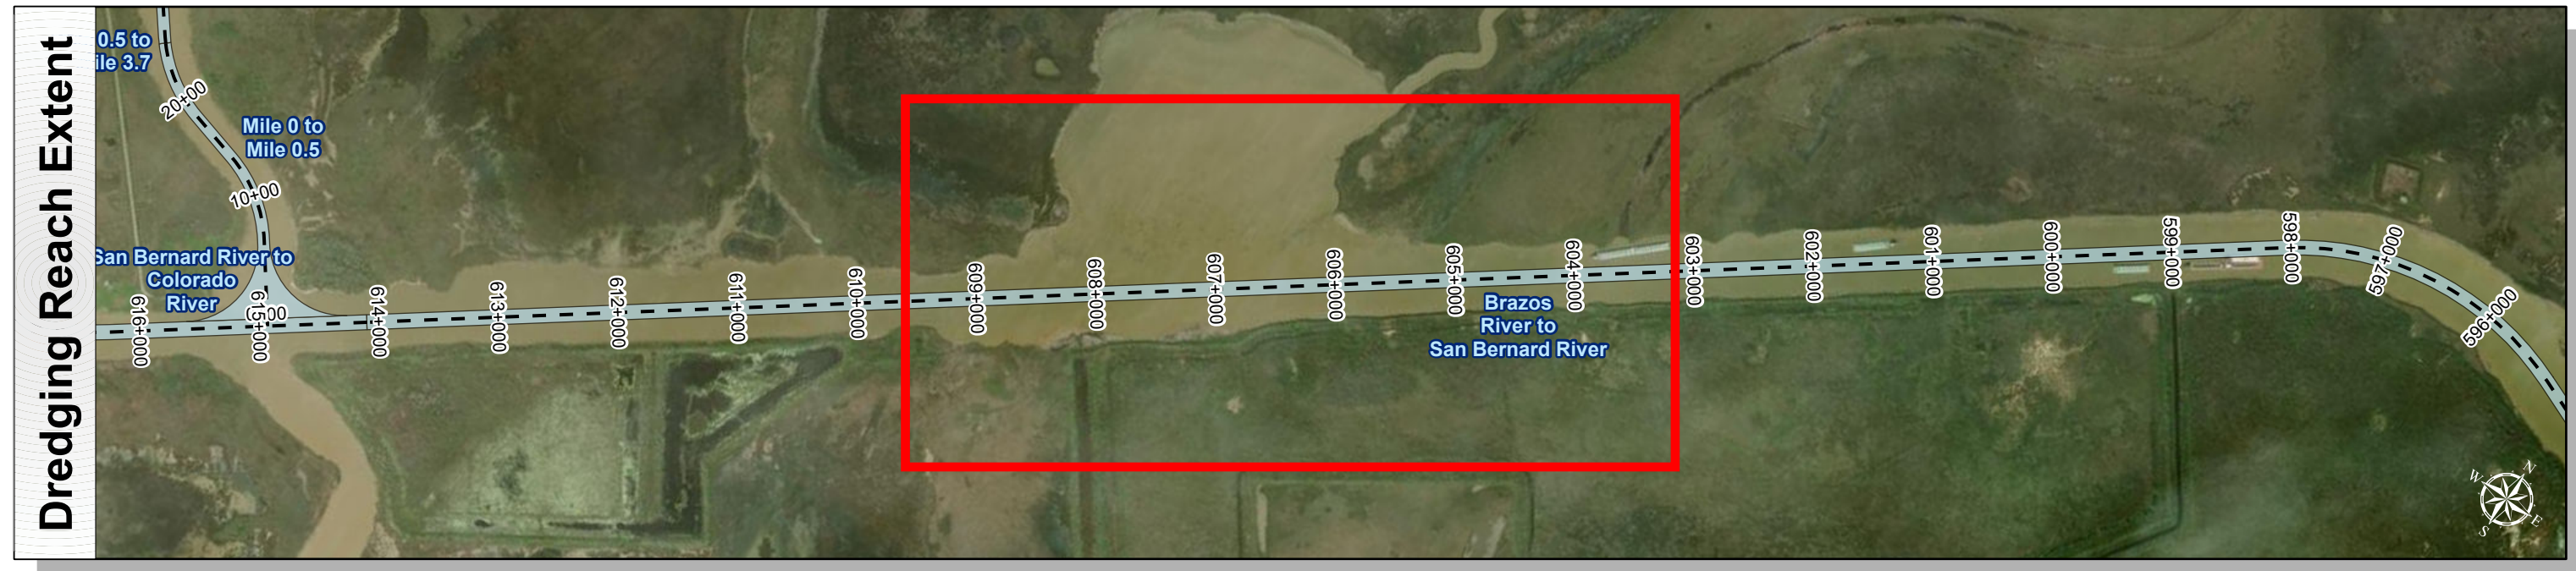 Dredging Reach Extent
0.5 to
ile 3.7
20+00
Mile 0 to
Mile 0.5
10+00
San Bernard River to
Colorado
River
616+000
615+000
614+000
613+000
612+000
611+000
610+000
609+000
608+000
607+000
606+000
605+000
604+000
603+000
602+000
601+000
600+000
599+000
598+000
597+000
596+000
Brazos
River to
San Bernard River
N
W
E
S